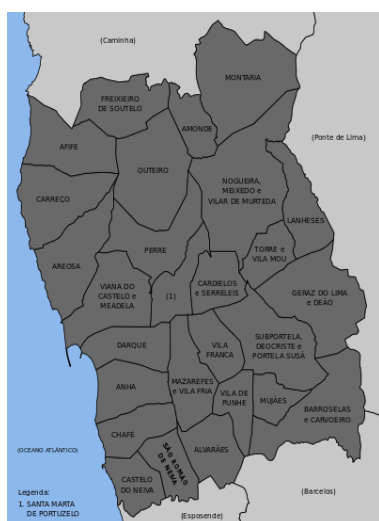 (Caminha)
MONTARIA
FREIXIEIRO
DE SOUTELO
AMONDE
(Ponte de Lima)
AFIFE
OUTEIRO
NOGUEIRA,
MEIXEDO e
VILAR DE MURTEDA
CARREÇO
LANHESES
PERRE
TORRE e
VILA MOU
AREOSA
VIANA DO
CASTELO e
MEADELA
(1)
CARDIELOS
e SERRELEIS
GERAZ DO LIMA
e DEÃO
DARQUE
VILA
FRANCA
SUBPORTELA,
DEOCRISTE e
PORTELA SUSÃ
ANHA
MAZAREFES
e VILA FRIA
VILA DE
PUNHE
MUJÃES
BARROSELAS
e CARVOEIRO
CHAFÉ
SÃO ROMÃO
DE NEIVA
ALVARÃES
(OCEANO ATLÂNTICO)
CASTELO
DO NEIVA
(Barcelos)
Legenda:
1. SANTA MARTA
DE PORTUZELO
(Esposende)